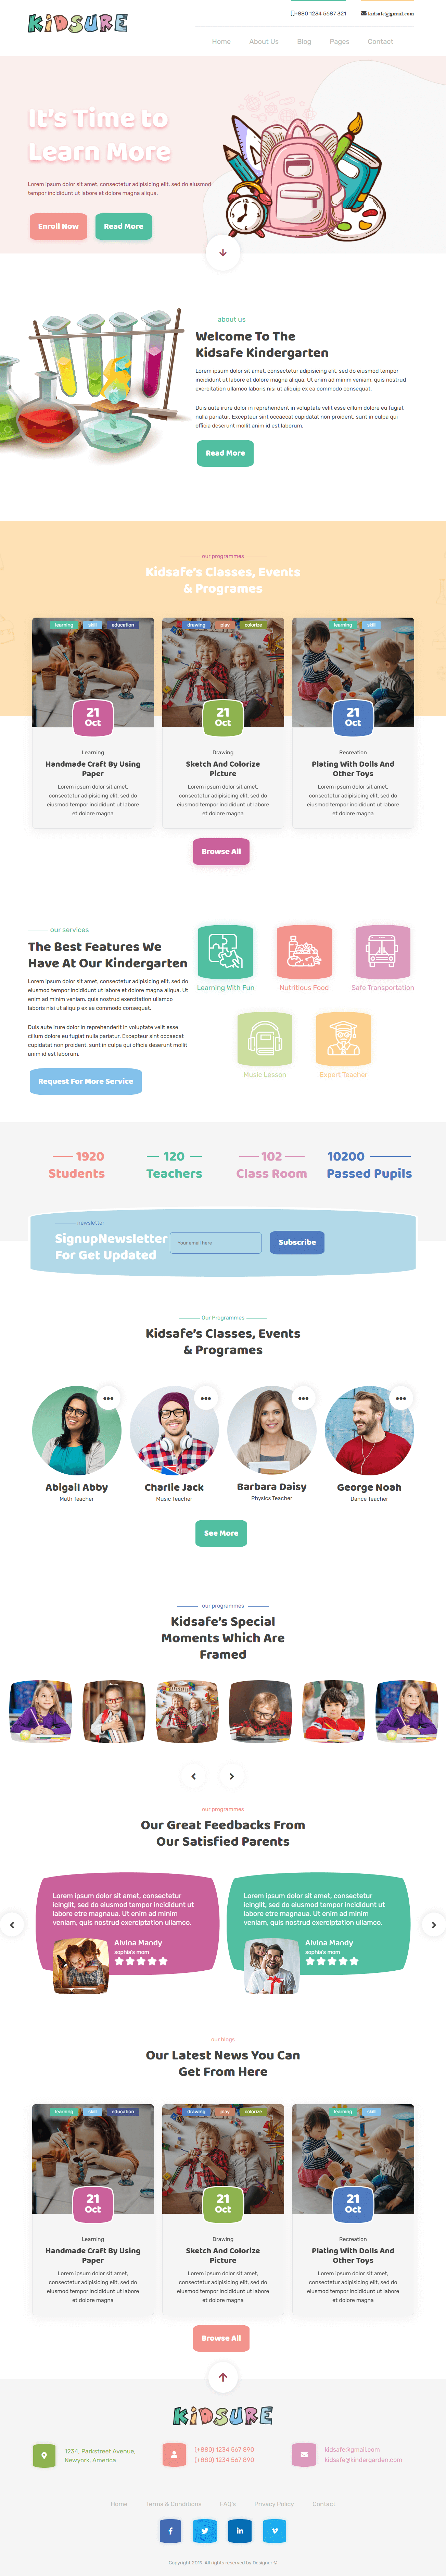 KiDSURE
+880 1234 5687 321
kidsafe@gmail.com
Home About Us Blog Pages Contact
It's Time to
Learn More
Lorem ipsum dolor sit amet, consectetur adipisicing elit, sed do eiusmod
tempor incididunt ut labore et dolore magna aliqua.
Enroll Now
Read More
about us
Welcome To The
Kidsafe Kindergarten
Lorem ipsum dolor sit amet, consectetur adipisicing elit, sed do eiusmod tempor
incididunt ut labore et dolore magna aliqua. Ut enim ad minim veniam, quis nostrud
exercitation ullamco laboris nisi ut aliquip ex ea commodo consequat.
Duis aute irure dolor in reprehenderit in voluptate velit esse cillum dolore eu fugiat
nulla pariatur. Excepteur sint occaecat cupidatat non proident, sunt in culpa qui
officia deserunt mollit anim id est laborum.
Read More
our programmes
Kidsafe's Classes, Events
& Programes
learning skill education
21
Oct
Learning
Handmade Craft By Using
Paper
Lorem ipsum dolor sit amet,
consectetur adipisicing elit, sed do
eiusmod tempor incididunt ut labore
et dolore magna
drawing play colorize
21
Oct
Drawing
Sketch And Colorize
Picture
Lorem ipsum dolor sit amet,
consectetur adipisicing elit, sed do
eiusmod tempor incididunt ut labore
et dolore magna
learning skill
21
Oct
Recreation
Plating With Dolls And
Other Toys
Lorem ipsum dolor sit amet,
consectetur adipisicing elit, sed do
eiusmod tempor incididunt ut labore
et dolore magna
Browse All
our services
The Best Features We
Have At Our Kindergarten
Lorem ipsum dolor sit amet, consectetur adipisicing elit, sed do
eiusmod tempor incididunt ut labore et dolore magna aliqua. Ut
enim ad minim veniam, quis nostrud exercitation ullamco
laboris nisi ut aliquip ex ea commodo consequat.
Duis aute irure dolor in reprehenderit in voluptate velit esse
cillum dolore eu fugiat nulla pariatur. Excepteur sint occaecat
cupidatat non proident, sunt in culpa qui officia deserunt mollit
anim id est laborum.
Request For More Service
Learning With Fun
Nutritious Food
Safe Transportation
Music Lesson
Expert Teacher
1920
Students
120
Teachers
102
Class Room
10200
Passed Pupils
newsletter
SignupNewsletter
For Get Updated
Your email here
Subscribe
Our Programmes
Kidsafe's Classes, Events
& Programes
Abigail Abby
Math Teacher
Charlie Jack
Music Teacher
Barbara Daisy
Physics Teacher
George Noah
Dance Teacher
See More
our programmes
Kidsafe's Special
Moments Which Are
Framed
our programmes
Our Great Feedbacks From
Our Satisfied Parents
Lorem ipsum dolor sit amet, consectetur
icinglit, sed do eiusmod tempor incididunt ut
labore etre magnaua. Ut enim ad minim
veniam, quis nostrud exerciptation ullamco.
Alvina Mandy
sophia's mom
Lorem ipsum dolor sit amet, consectetur
icinglit, sed do eiusmod tempor incididunt ut
labore etre magnaua. Ut enim ad minim
veniam, quis nostrud exerciptation ullamco.
Alvina Mandy
sophia's mom
our blogs
Our Latest News You Can
Get From Here
learning skill education
21
Oct
Learning
Handmade Craft By Using
Paper
Lorem ipsum dolor sit amet,
consectetur adipisicing elit, sed do
eiusmod tempor incididunt ut labore
et dolore magna
drawing play colorize
21
Oct
Drawing
Sketch And Colorize
Picture
Lorem ipsum dolor sit amet,
consectetur adipisicing elit, sed do
eiusmod tempor incididunt ut labore
et dolore magna
learning skill
21
Oct
Recreation
Plating With Dolls And
Other Toys
Lorem ipsum dolor sit amet,
consectetur adipisicing elit, sed do
eiusmod tempor incididunt ut labore
et dolore magna
Browse All
KiDSURE
1234, Parkstreet Avenue,
Newyork, America
(+880) 1234 567 890
(+880) 1234 567 890
kidsafe@gmail.com
kidsafe@kindergarden.com
Home Terms & Conditions FAQ's Privacy Policy Contact
Copyright 2019. All rights reserved by Designer ©